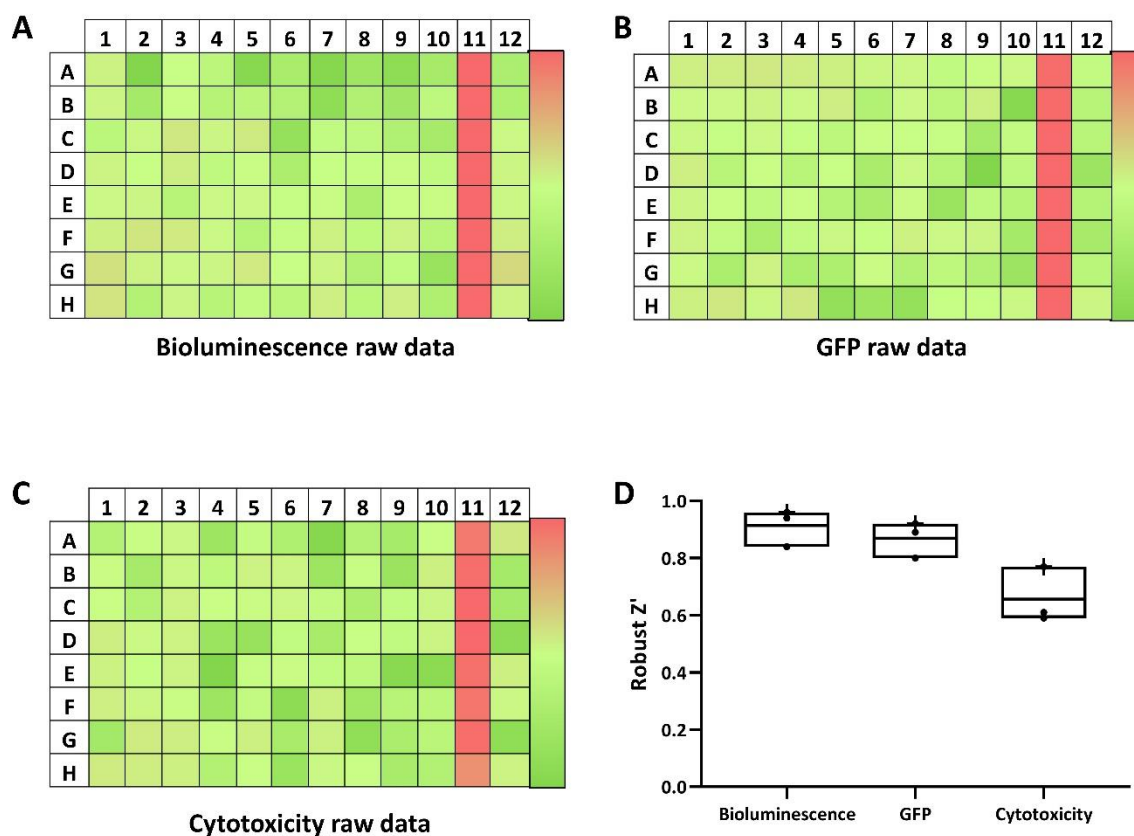 A
1 2 3 4 5 6 7 8 9 10 11 12
A
B
C
D
E
F
G
H
Bioluminescence raw data
B
1 2 3 4 5 6 7 8 9 10 11 12
A
B
C
D
E
F
G
H
GFP raw data
C
1 2 3 4 5 6 7 8 9 10 11 12
A
B
C
D
E
F
G
H
Cytotoxicity raw data
D
Robust Z'
1.0
0.8
0.6
0.4
0.2
0.0
Bioluminescence GFP Cytotoxicity